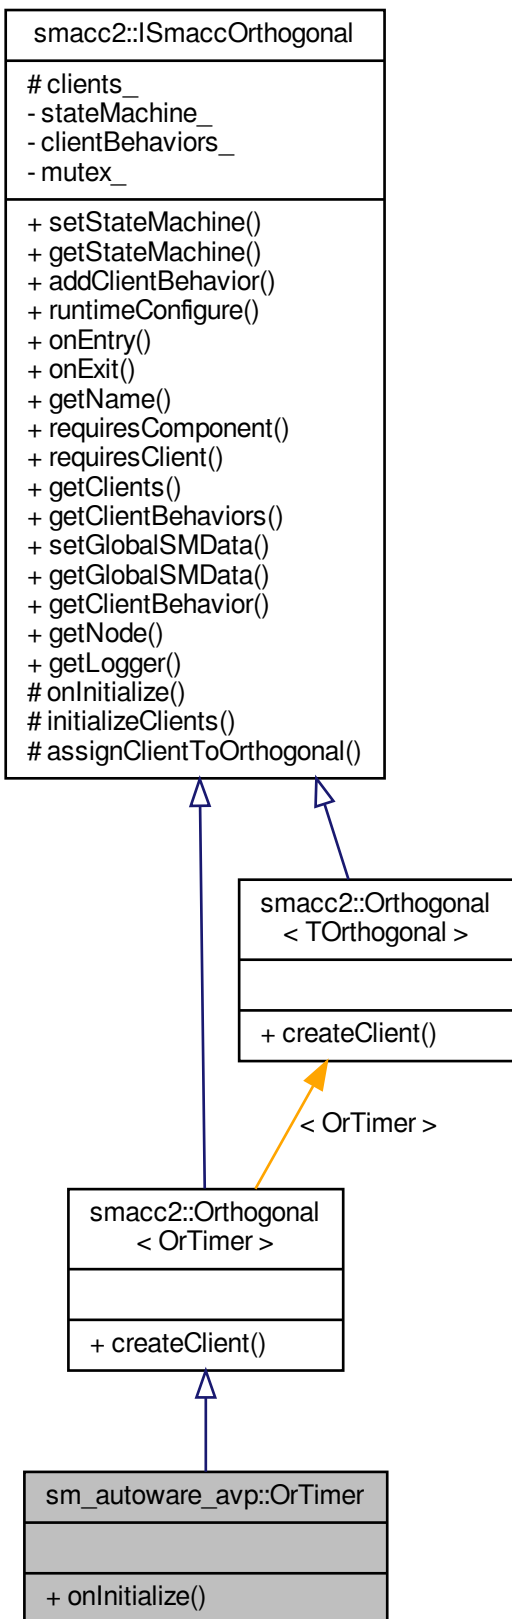 smacc2::ISmaccOrthogonal
# clients_
- stateMachine_
- clientBehaviors_
- mutex_
+ setStateMachine()
+ getStateMachine()
+ addClientBehavior()
+ runtimeConfigure()
+ onEntry()
+ onExit()
+ getName()
+ requiresComponent()
+ requiresClient()
+ getClients()
+ getClientBehaviors()
+ setGlobalSMData()
+ getGlobalSMData()
+ getClientBehavior()
+ getNode()
+ getLogger()
# onInitialize()
# initializeClients()
# assignClientToOrthogonal()
smacc2::Orthogonal
< TOrthogonal >
+ createClient()
< OrTimer >
smacc2::Orthogonal
< OrTimer >
+ createClient()
sm_autoware_avp::OrTimer
+ onInitialize()